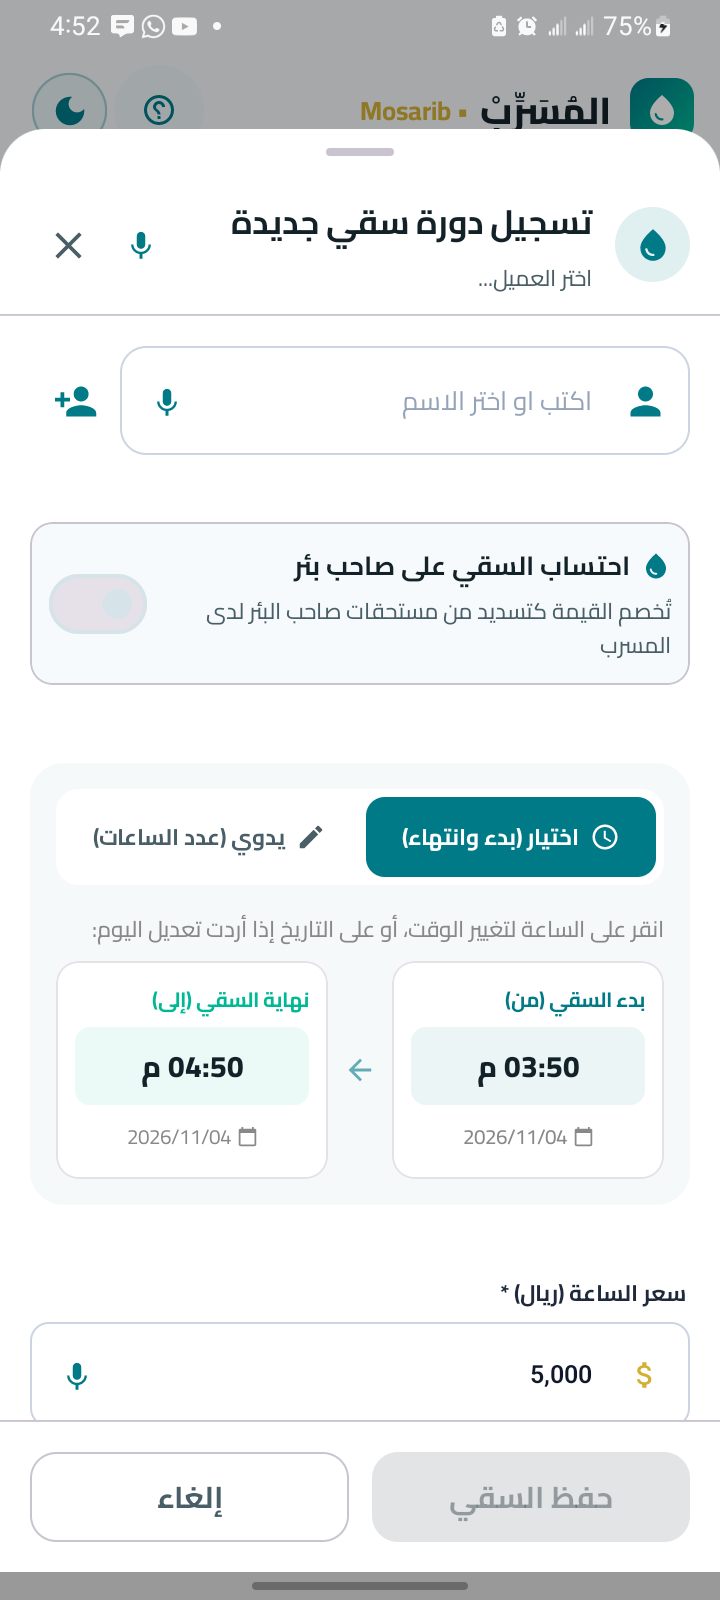 4:52
75%
المُسَرِّبْ ▪ Mosarib
تسجيل دورة سقي جديدة
اختر العميل...
اكتب او اختر الاسم
احتساب السقي على صاحب بئر
تُخصم القيمة كتسديد من مستحقات صاحب البئر لدى
المسرب
اختيار (بدء وانتهاء)
يدوي (عدد الساعات)
انقر على الساعة لتغيير الوقت، أو على التاريخ إذا أردت تعديل اليوم:
بدء السقي (من)
03:50 م
2026/11/04
نهاية السقي (إلى)
04:50 م
2026/11/04
سعر الساعة (ريال) *
5,000
حفظ السقي
إلغاء